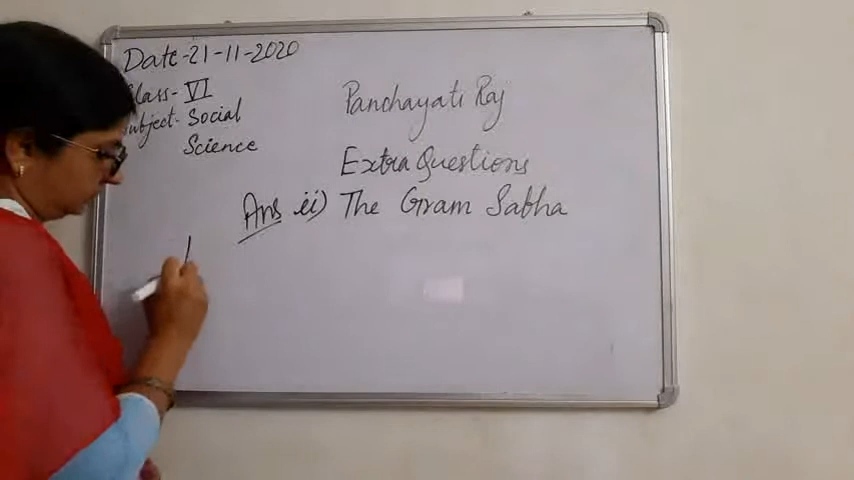 Date-21-11-2020
Class- VI
Subject- Social
Science
Panchayati Raj
Extra Questions
Ans ii) The Gram Sabha